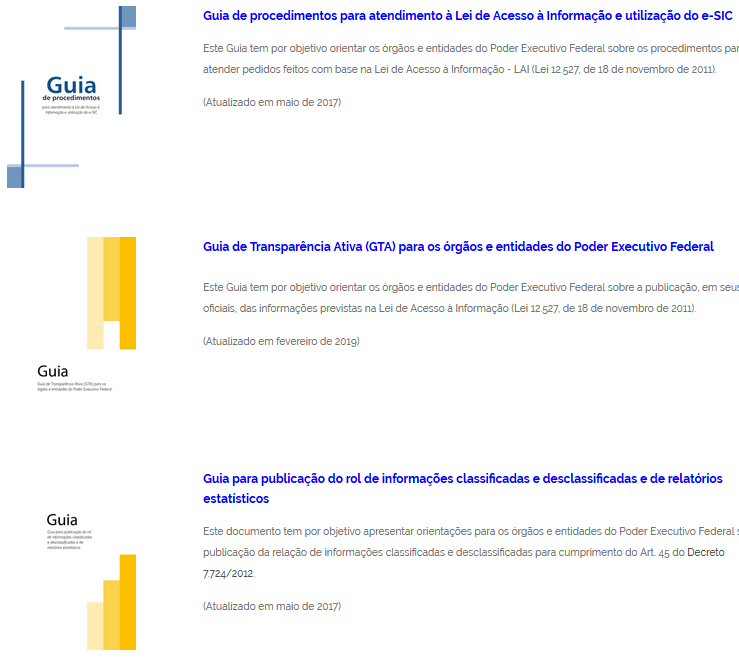 Guia de procedimentos para atendimento à Lei de Acesso à Informação e utilização do e-SIC
Este Guia tem por objetivo orientar os órgãos e entidades do Poder Executivo Federal sobre os procedimentos
atender pedidos feitos com base na Lei de Acesso à Informação - LAI (Lei 12.527, de 18 de novembro de 2011).
(Atualizado em maio de 2017)
Guia
de procedimentos
para atendimento à Lei de Acesso à
Informação e utilização do e-SIC
Guia de Transparência Ativa (GTA) para os órgãos e entidades do Poder Executivo Federal
Este Guia tem por objetivo orientar os órgãos e entidades do Poder Executivo Federal sobre a publicação, em seus
oficiais, das informações previstas na Lei de Acesso à Informação (Lei 12.527, de 18 de novembro de 2011).
(Atualizado em fevereiro de 2019)
Guia
Guia de Transparência Ativa (GTA) para os
órgãos e entidades do Poder Executivo Federal
Guia para publicação do rol de informações classificadas e desclassificadas e de relatórios
estatísticos
Este documento tem por objetivo apresentar orientações para os órgãos e entidades do Poder Executivo Federal
publicação da relação de informações classificadas e desclassificadas para cumprimento do Art. 45 do Decreto
7.724/2012.
(Atualizado em maio de 2017)
Guia
Guia para publicação do rol
de informações classificadas
e desclassificadas e de
relatórios estatísticos